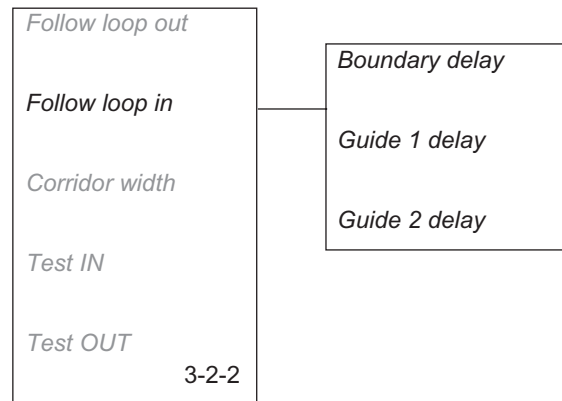 Follow loop out
Follow loop in
Corridor width
Test IN
Test OUT
3-2-2
Boundary delay
Guide 1 delay
Guide 2 delay